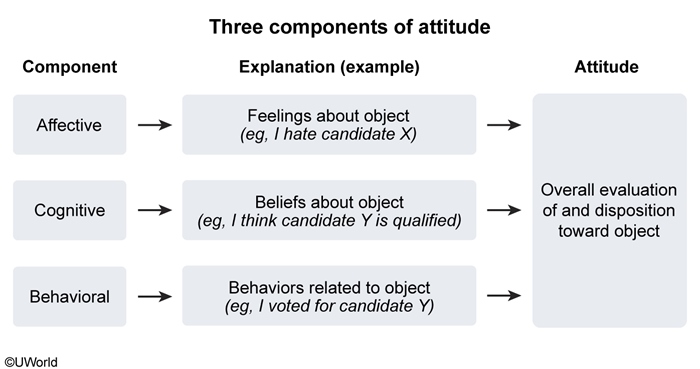 Three components of attitude
Component
Explanation (example)
Attitude
Affective
Feelings about object
(eg, I hate candidate X)
Cognitive
Beliefs about object
(eg, I think candidate Y is qualified)
Behavioral
Behaviors related to object
(eg, I voted for candidate Y)
Overall evaluation
of and disposition
toward object
©UWorld